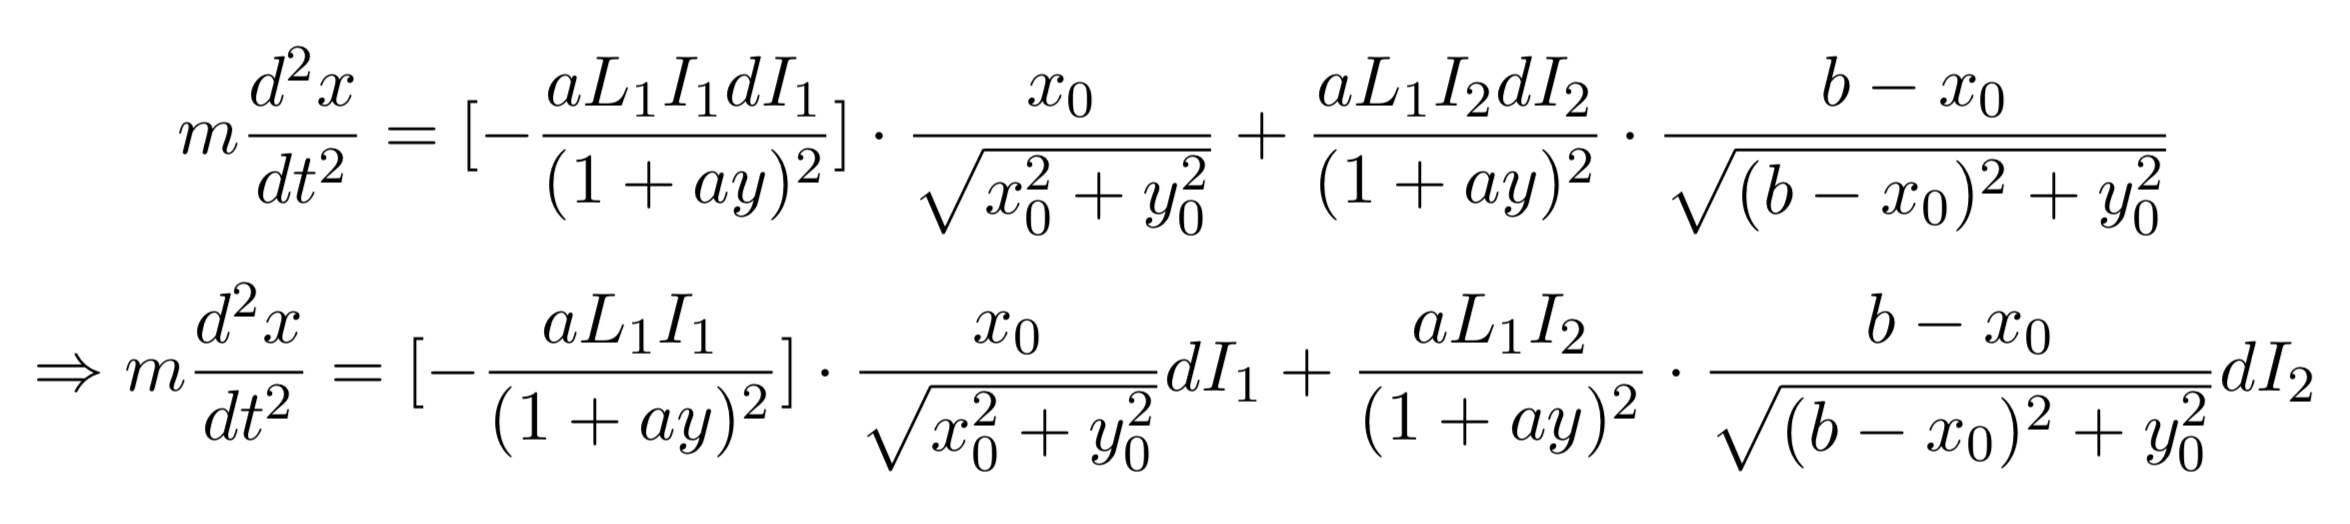 $m\frac{d^2x}{dt^2} = [-\frac{aL_1I_1dI_1}{(1+ay)^2}] \cdot \frac{x_0}{\sqrt{x_0^2+y_0^2}} + \frac{aL_1I_2dI_2}{(1+ay)^2} \cdot \frac{b-x_0}{\sqrt{(b-x_0)^2+y_0^2}}$
$\Rightarrow m\frac{d^2x}{dt^2} = [-\frac{aL_1I_1}{(1+ay)^2}] \cdot \frac{x_0}{\sqrt{x_0^2+y_0^2}}dI_1 + \frac{aL_1I_2}{(1+ay)^2} \cdot \frac{b-x_0}{\sqrt{(b-x_0)^2+y_0^2}}dI_2$